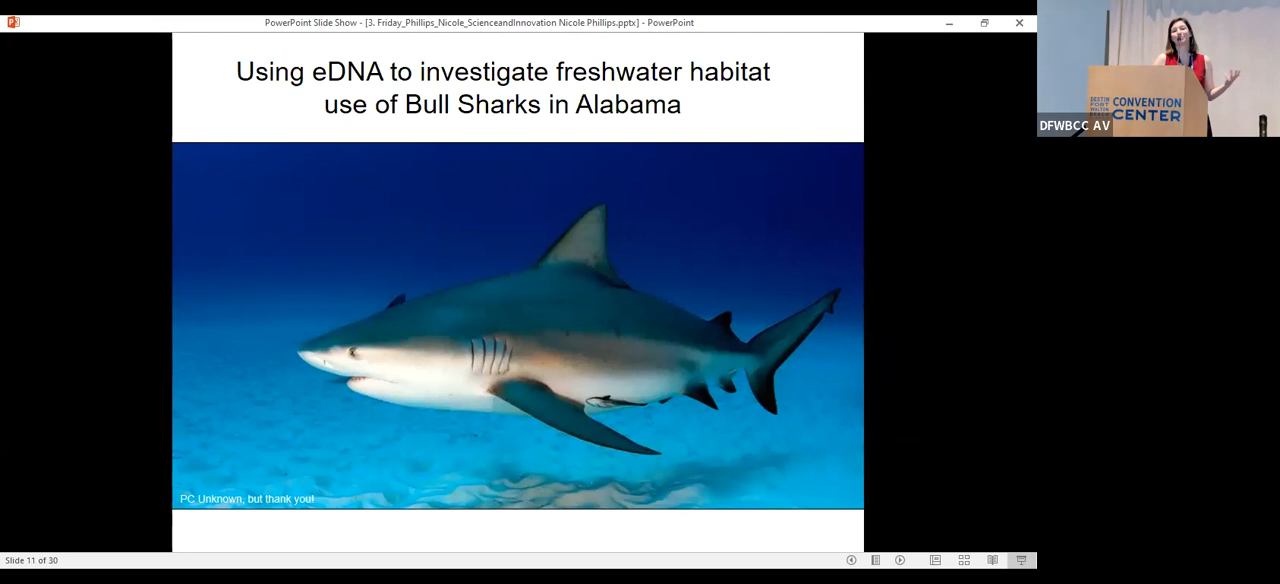 PowerPoint Slide Show - [3. Friday_Phillips_Nicole_ScienceandInnovation Nicole Phillips.pptx] - PowerPoint
Using eDNA to investigate freshwater habitat
use of Bull Sharks in Alabama
PC Unknown, but thank you!
Slide 11 of 30
DESTIN
FORT
WALTON
BEACH
CONVENTION
CENTER
DFWBCC AV